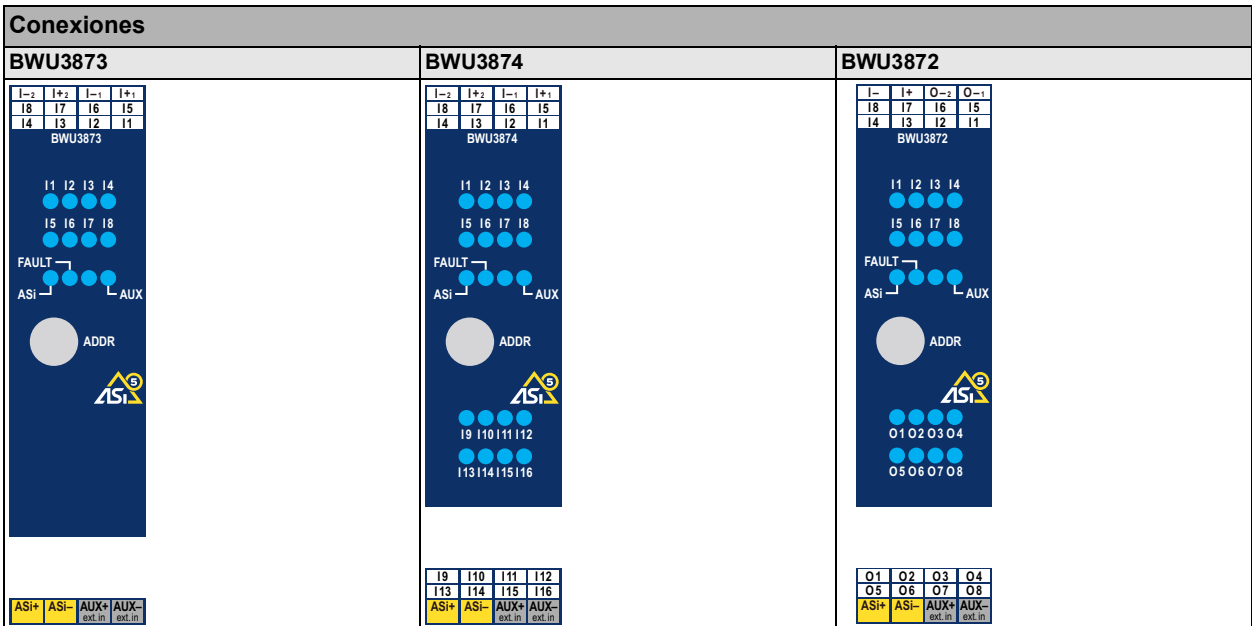 Conexiones
BWU3873 BWU3874 BWU3872
I–2 I+2 I–1 I+1
I8 I7 I6 I5
I4 I3 I2 I1
BWU3873
I1 I2 I3 I4
I5 I6 I7 I8
FAULT
ASi AUX
ADDR
ASi 5
ASi+ ASi– AUX+ AUX–
ext.in ext.in
I–2 I+2 I–1 I+1
I8 I7 I6 I5
I4 I3 I2 I1
BWU3874
I1 I2 I3 I4
I5 I6 I7 I8
FAULT
ASi AUX
ADDR
ASi 5
I9 I10 I11 I12
I13 I14 I15 I16
I9 I10 I11 I12
I13 I14 I15 I16
ASi+ ASi– AUX+ AUX–
ext.in ext.in
I– I+ O–2 O–1
I8 I7 I6 I5
I4 I3 I2 I1
BWU3872
I1 I2 I3 I4
I5 I6 I7 I8
FAULT
ASi AUX
ADDR
ASi 5
O1 O2 O3 O4
O5 O6 O7 O8
O1 O2 O3 O4
O5 O6 O7 O8
ASi+ ASi– AUX+ AUX–
ext.in ext.in